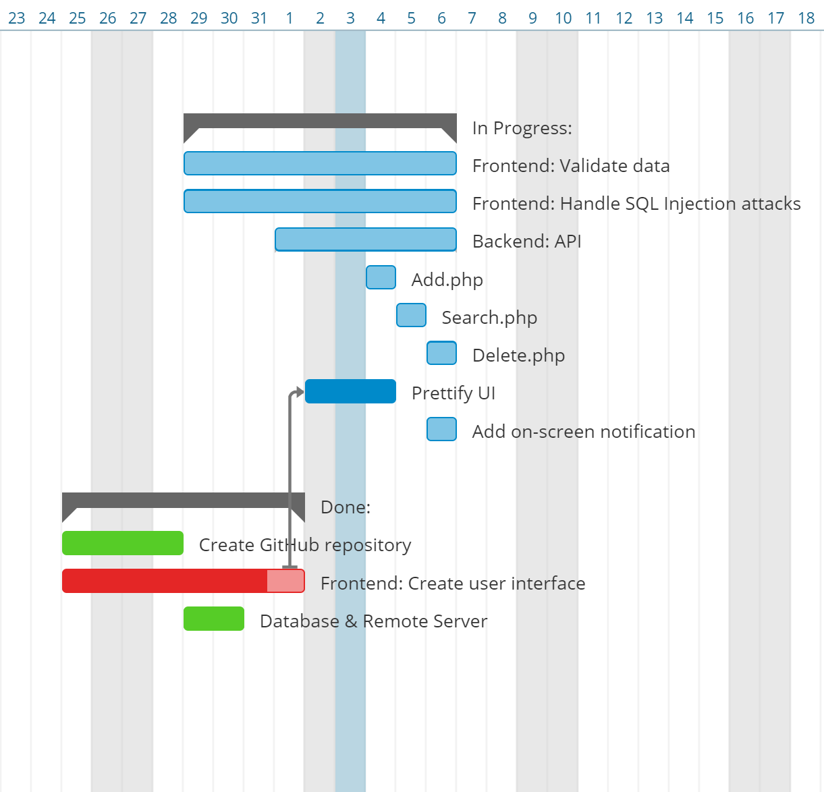 23 24 25 26 27 28 29 30 31 1 2 3 4 5 6 7 8 9 10 11 12 13 14 15 16 17 18
In Progress:
Frontend: Validate data
Frontend: Handle SQL Injection attacks
Backend: API
Add.php
Search.php
Delete.php
Prettify UI
Add on-screen notification
Done:
Create GitHub repository
Frontend: Create user interface
Database & Remote Server